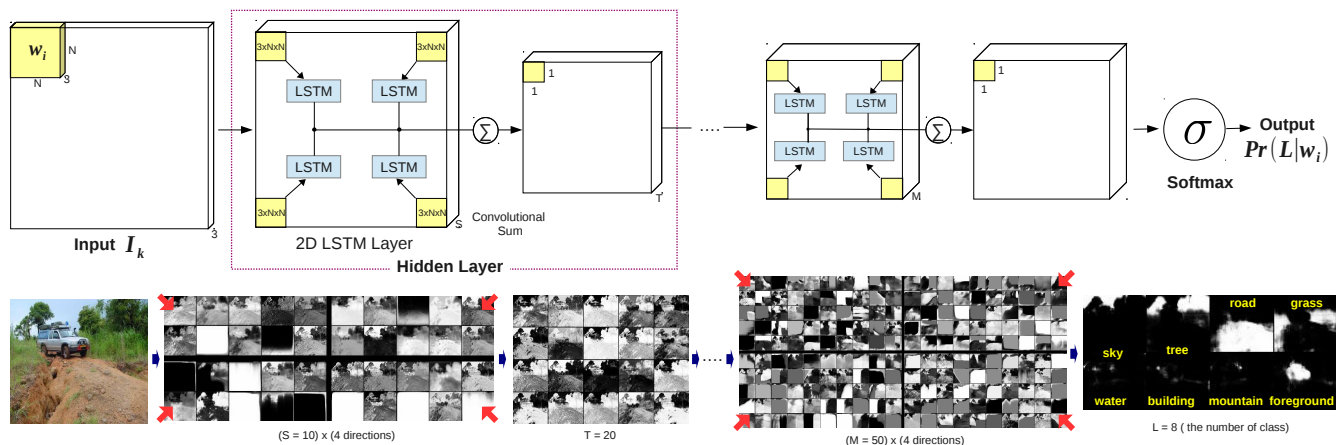 w_i
N
N
3
3
Input I_k
3xNxN
3xNxN
LSTM
LSTM
LSTM
LSTM
3xNxN
3xNxN
S
2D LSTM Layer
∑
Convolutional
Sum
1
1
T
Hidden Layer
....
LSTM
LSTM
LSTM
LSTM
M
∑
1
1
σ
Softmax
Output
Pr(L|w_i)
(S = 10) x (4 directions)
T = 20
....
(M = 50) x (4 directions)
road grass
sky tree
water building mountain foreground
L = 8 ( the number of class)